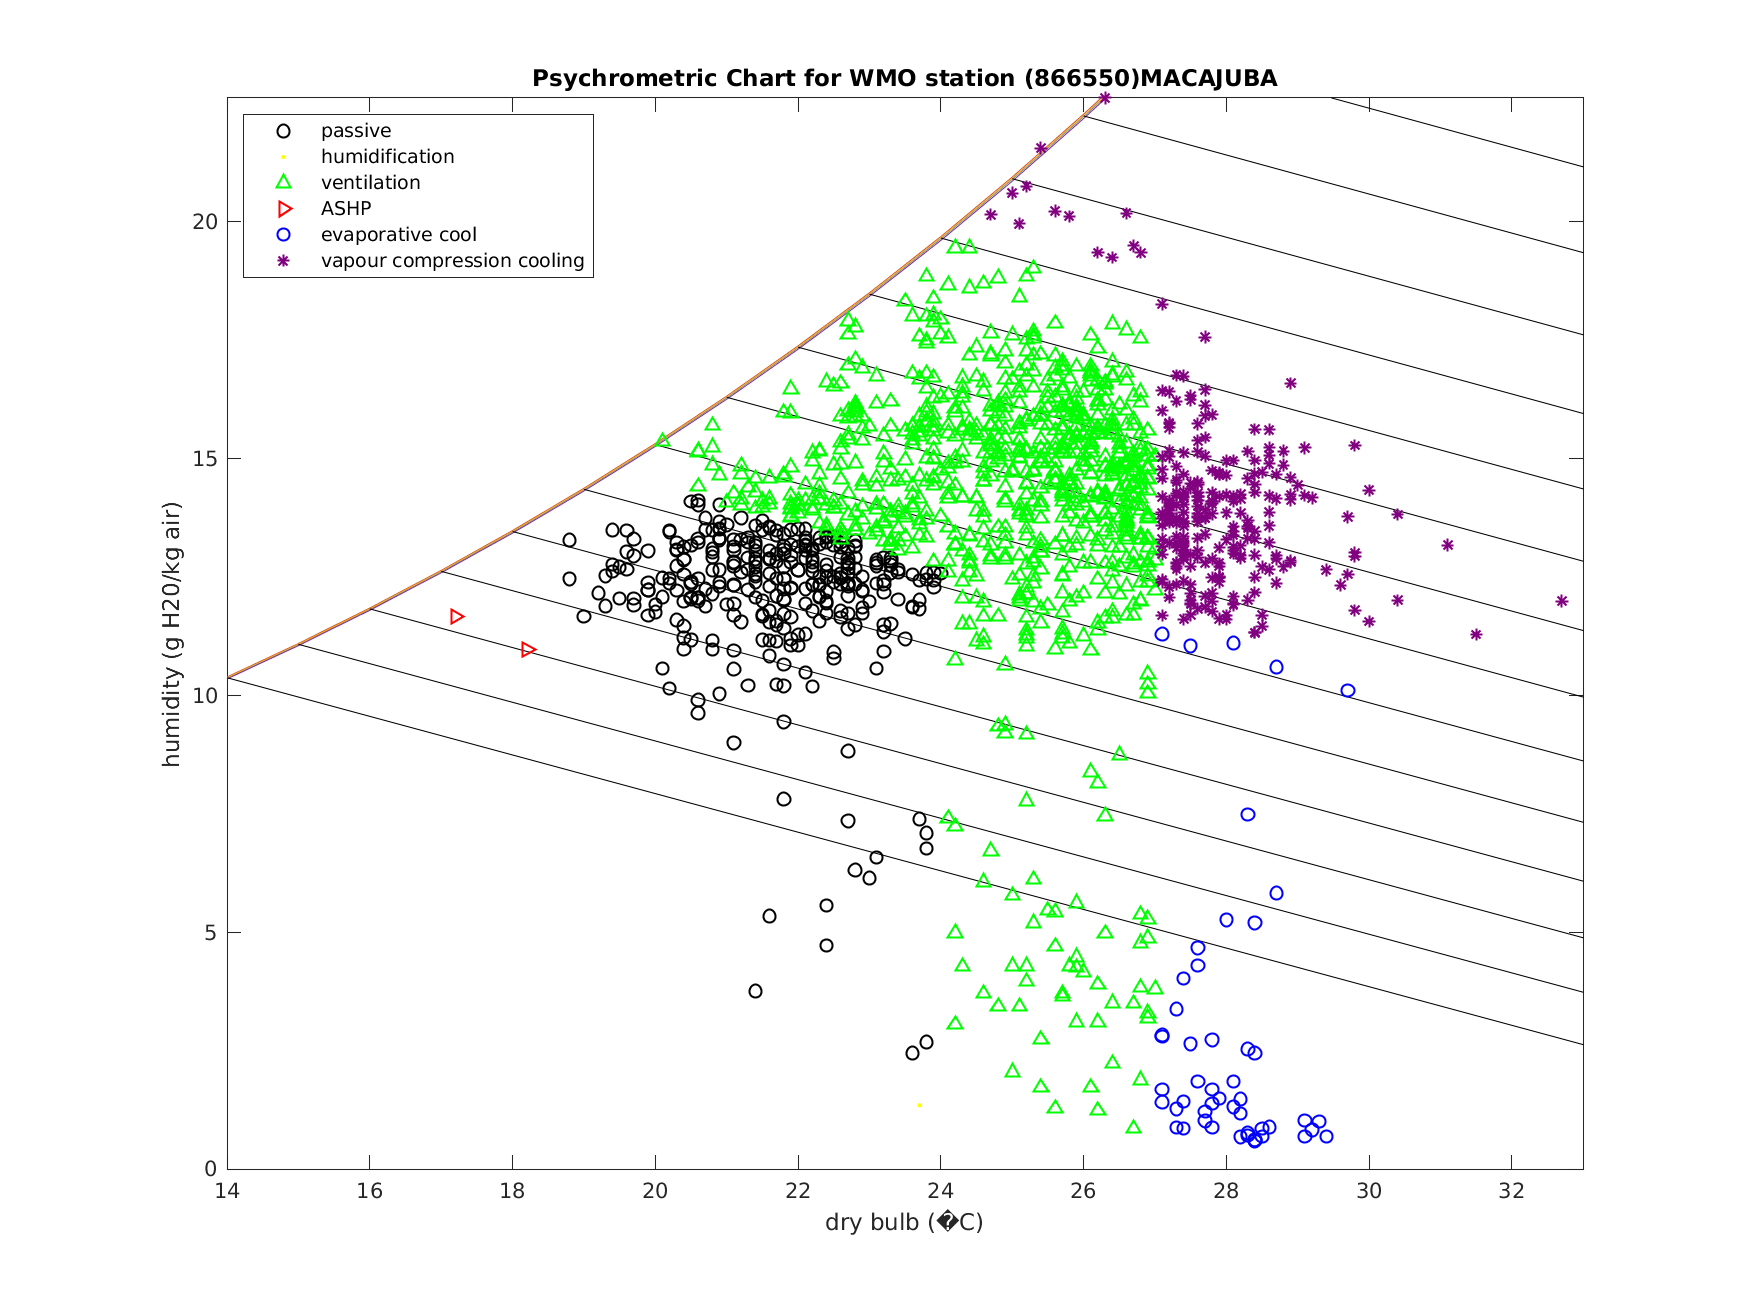 Psychrometric Chart for WMO station (866550)MACAJUBA
passive
humidification
ventilation
ASHP
evaporative cool
vapour compression cooling
humidity (g H20/kg air)
20
15
10
5
0
14 16 18 20 22 24 26 28 30 32
dry bulb (�C)